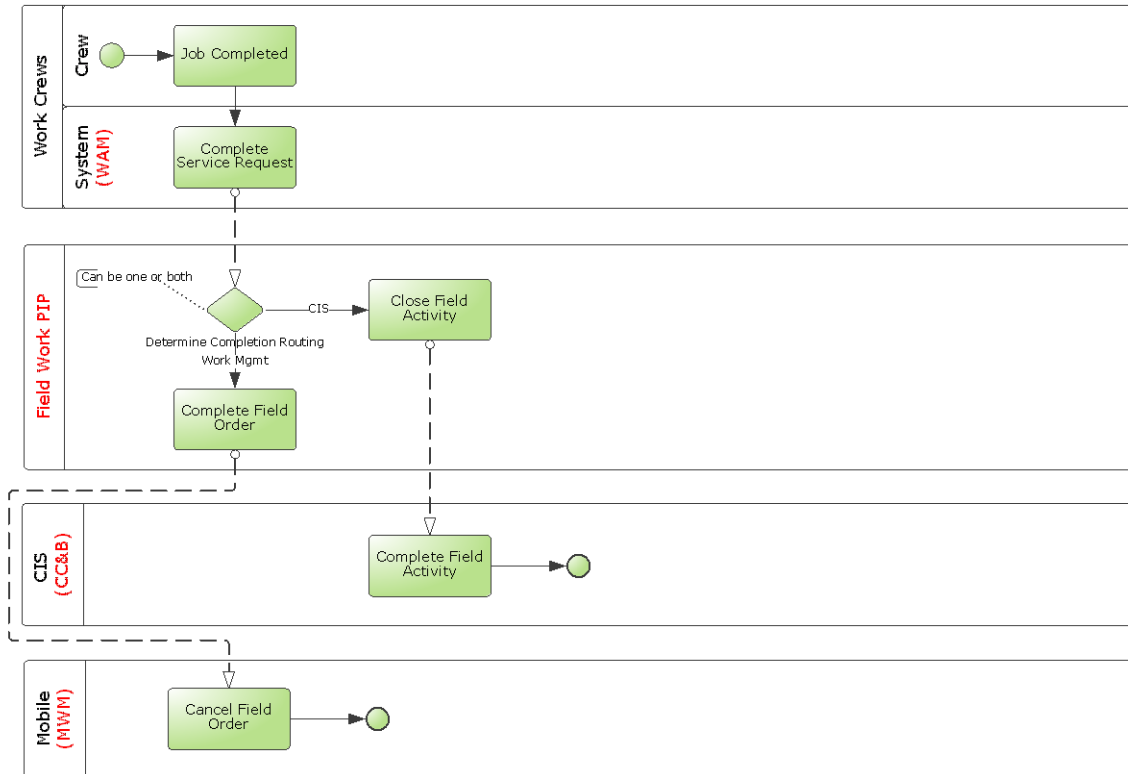 Work Crews
Crew
Job Completed
System
(WAM)
Complete
Service Request
Field Work PIP
Can be one or both
CIS
Close Field
Activity
Determine Completion Routing
Work Mgmt
Complete Field
Order
CIS
(CC&B)
Complete Field
Activity
Mobile
(MWM)
Cancel Field
Order